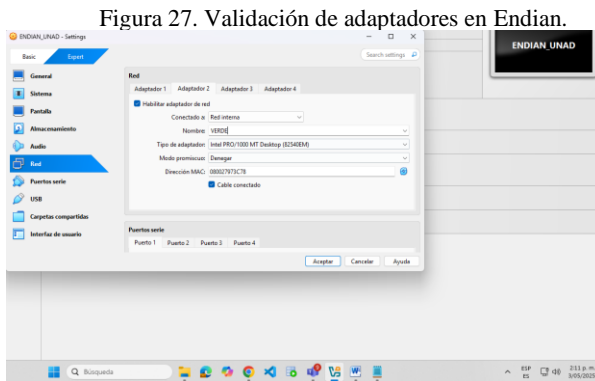 Figura 27. Validación de adaptadores en Endian.
ENDIAN_UNAD - Settings
Basic Expert
Search settings
General
Sistema
Pantalla
Almacenamiento
Audio
Red
Puertos serie
USB
Carpetas compartidas
Interfaz de usuario
Red
Adaptador 1 Adaptador 2 Adaptador 3 Adaptador 4
Habilitar adaptador de red
Conectado a: Red interna
Nombre: VERDE
Tipo de adaptador: Intel PRO/1000 MT Desktop (82540EM)
Modo promiscuo: Denegar
Dirección MAC: 080027973C78
Cable conectado
Puertos serie
Puerto 1 Puerto 2 Puerto 3 Puerto 4
Aceptar Cancelar Ayuda
ENDIAN_UNAD
Búsqueda
ESP
ES
2:11 p. m.
3/05/2025